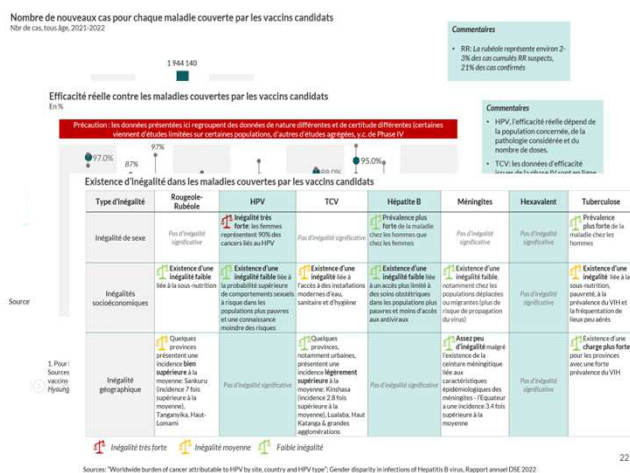 Nombre de nouveaux cas pour chaque maladie couverte par les vaccins candidats
Nbr de cas, tous âge, 2021-2022
1 944 140
Commentaires
• RR: La rubéole représente environ 2-
3% des cas cumulés RR suspects,
21% des cas confirmés
Efficacité réelle contre les maladies couvertes par les vaccins candidats
En %
Précaution : les données présentées ici regroupent des données de nature différentes et de certitude différentes (certaines
viennent d'études limitées sur certaines populations, d'autres d'études agrégées, y.c. de Phase IV
97.0%
87%
97%
95.0%
Commentaires
• HPV, l'efficacité réelle dépend de
la population concernée, de la
pathologie considérée et du
nombre de doses.
• TCV: les données d'efficacité
Existence d'inégalité dans les maladies couvertes par les vaccins candidats
Type d'inégalité
Rougeole-
Rubéole
HPV
TCV
Hépatite B
Méningites
Hexavalent
Tuberculose
Inégalité de sexe
Pas d'inégalité
significative
Inégalité très
forte: les femmes
représentent 90% des
cancers liés au HPV
Pas d'inégalité significative
Prévalence plus
forte de la maladie
chez les hommes que
chez les femmes
Pas d'inégalité
significative
Pas d'inégalité
significative
Prévalence
plus forte de la
maladie chez les
hommes
Inégalités
socioéconomiques
Existence d'une
inégalité faible
liée à la sous-nutrition
Existence d'une
inégalité faible liée à
la probabilité supérieure
de comportements sexuels
à risque dans les
populations plus pauvres
et une connaissance
moindre des risques
Existence d'une
inégalité liée à
l'accès à des installations
modernes d'eau,
sanitaire et d'hygiène
Existence d'une
inégalité faible liée
à un accès plus limité à
des soins obstétriques
dans les populations plus
pauvres et moins d'accès
aux antiviraux
Existence d'une
inégalité faible,
notamment chez les
populations déplacées
ou migrantes (plus de
risque de propagation
du virus)
Pas d'inégalité
significative
Existence d'une
inégalité liée à la
sous-nutrition,
pauvreté, à la
prévalence du VIH et
la fréquentation de
lieux peu aérés
Inégalité
géographique
Quelques
provinces
présentent une
incidence bien
supérieure à la
moyenne: Sankuru
(incidence 7 fois
supérieure à la
moyenne),
Tanganyika, Haut-
Lomami
Pas d'inégalité significative
Quelques
provinces,
notamment urbaines,
présentent une
incidence légèrement
supérieure à la
moyenne: Kinshasa
(incidence 2.8 fois
supérieure à la
moyenne), Lualaba, Haut
Katanga & grandes
agglomérations
Pas d'inégalité significative
Assez peu
d'inégalité malgré
l'existence de la
ceinture méningitique
liée aux
caractéristiques
épidémiologiques des
méningites - l'Equateur
a une incidence 3.4 fois
supérieure à la
moyenne
Pas d'inégalité
significative
Existence d'une
charge plus forte
pour les provinces
avec une forte
prévalence du VIH
Source
1. Pour
Sources
vaccine
Hyoung
Inégalité très forte
Inégalité moyenne
Faible inégalité
22
Sources: "Worldwide burden of cancer attributable to HPV by site, country and HPV type"; Gender disparity in infections of Hepatitis B virus, Rapport annuel DSE 2022